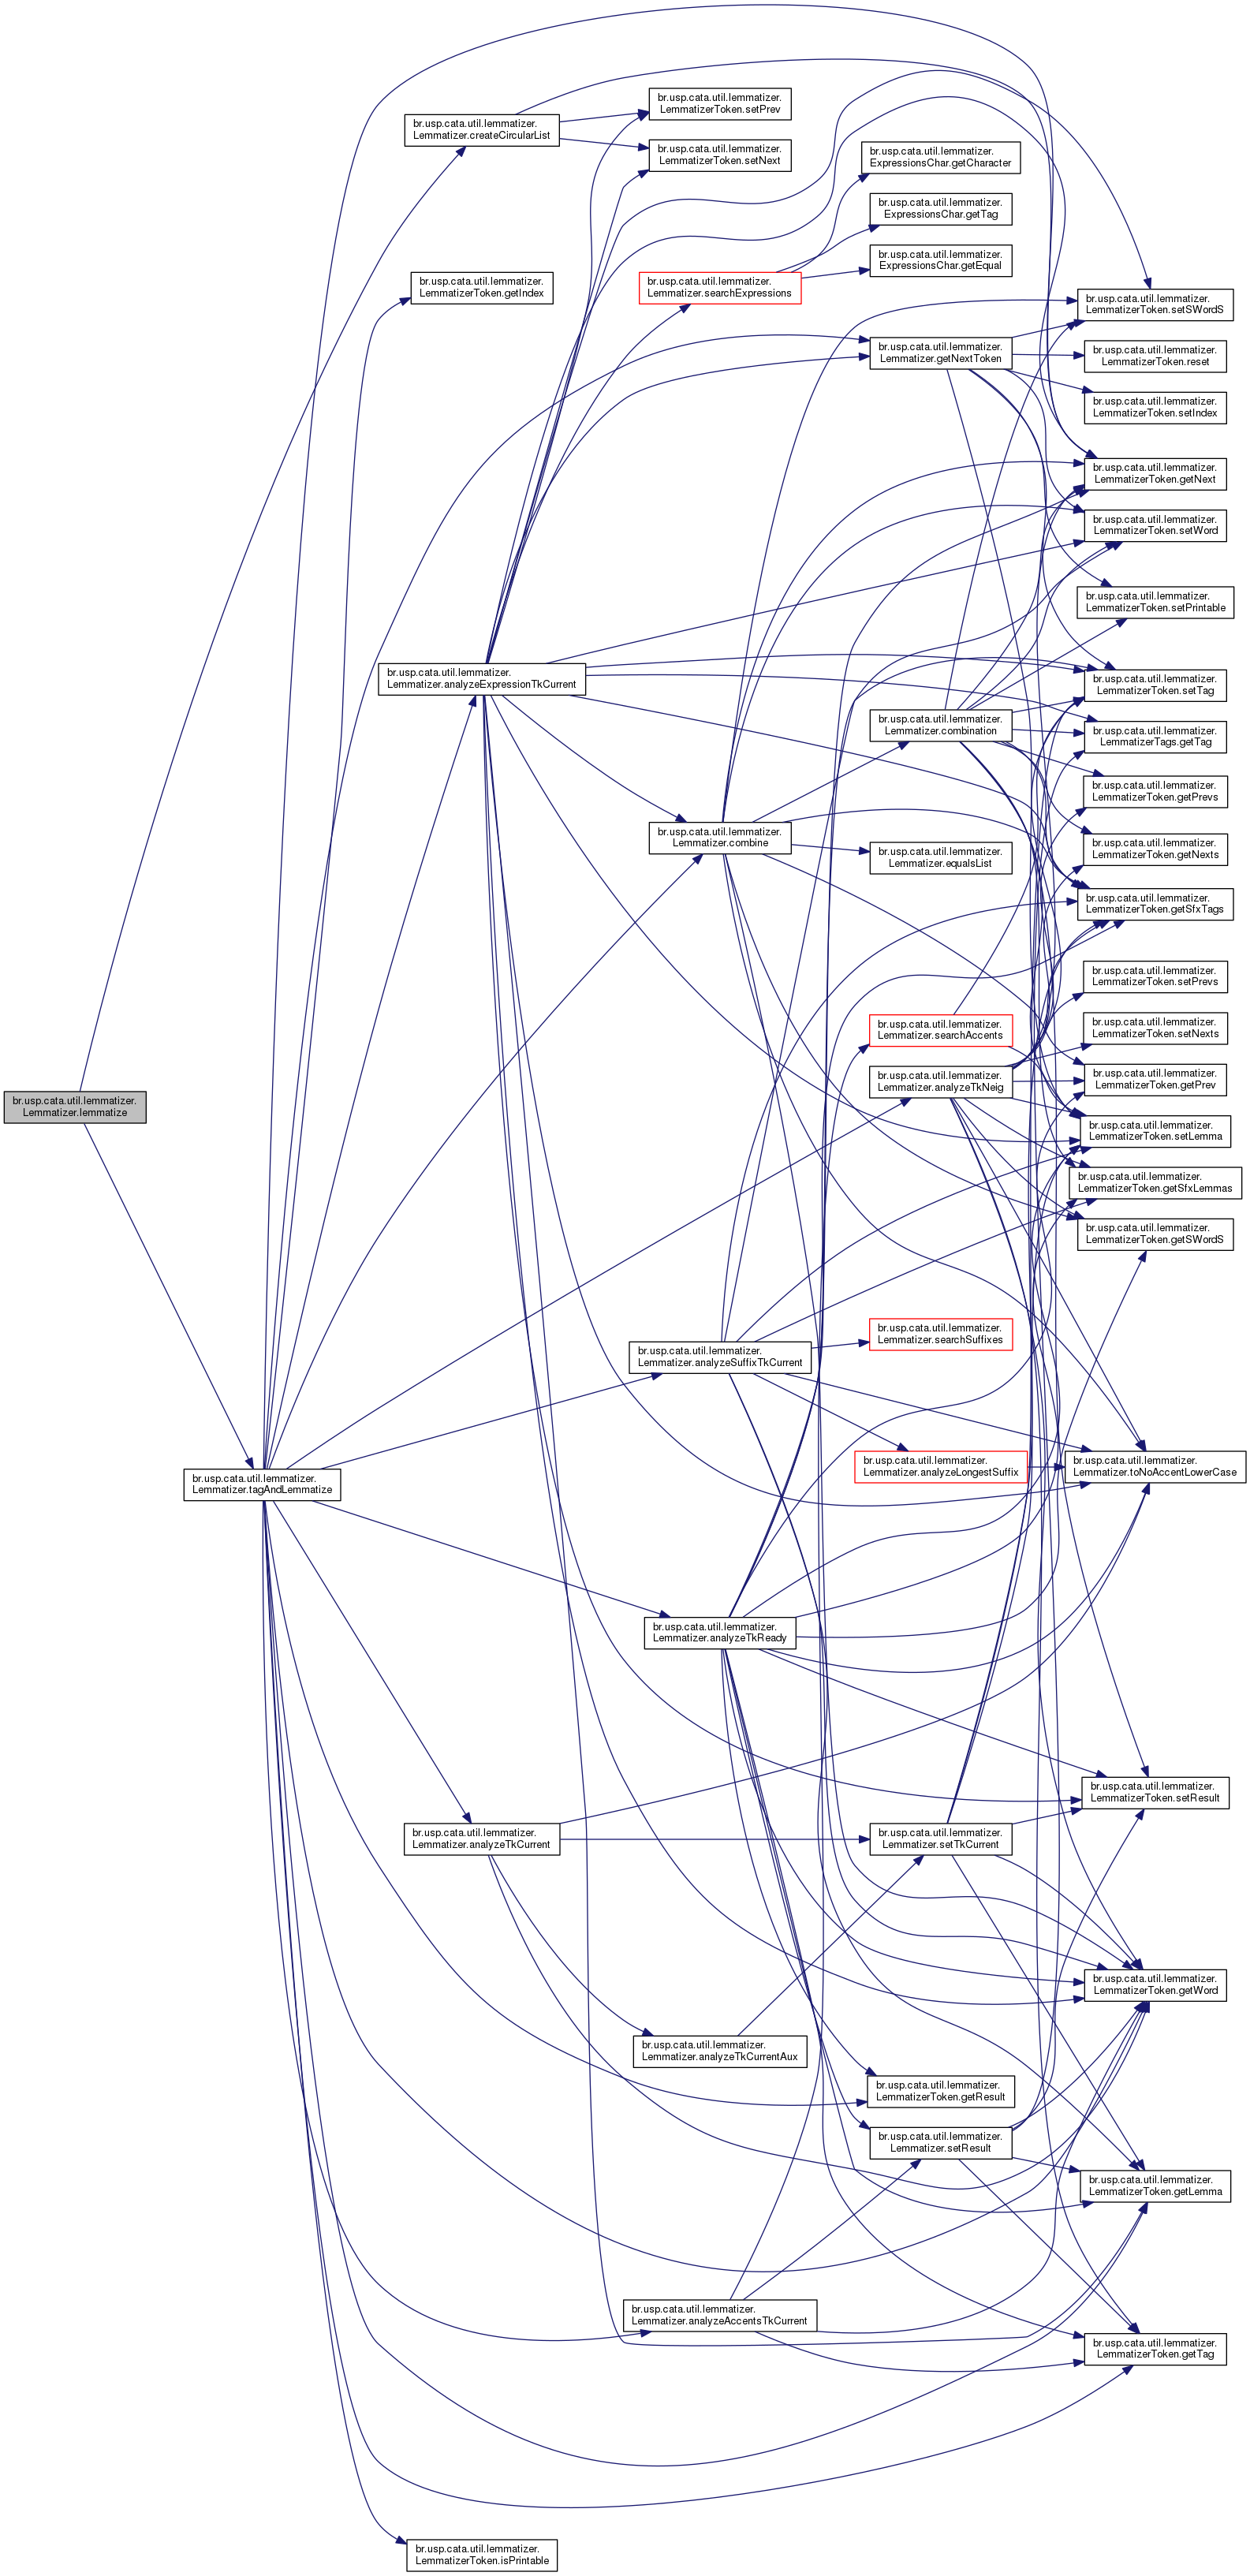 br.usp.cata.util.lemmatizer.
LemmatizerToken.setPrev
br.usp.cata.util.lemmatizer.
Lemmatizer.createCircularList
br.usp.cata.util.lemmatizer.
LemmatizerToken.setNext
br.usp.cata.util.lemmatizer.
ExpressionsChar.getCharacter
br.usp.cata.util.lemmatizer.
ExpressionsChar.getTag
br.usp.cata.util.lemmatizer.
ExpressionsChar.getEqual
br.usp.cata.util.lemmatizer.
LemmatizerToken.getIndex
br.usp.cata.util.lemmatizer.
Lemmatizer.searchExpressions
br.usp.cata.util.lemmatizer.
LemmatizerToken.setSWordS
br.usp.cata.util.lemmatizer.
Lemmatizer.getNextToken
br.usp.cata.util.lemmatizer.
LemmatizerToken.reset
br.usp.cata.util.lemmatizer.
LemmatizerToken.setIndex
br.usp.cata.util.lemmatizer.
LemmatizerToken.getNext
br.usp.cata.util.lemmatizer.
LemmatizerToken.setWord
br.usp.cata.util.lemmatizer.
LemmatizerToken.setPrintable
br.usp.cata.util.lemmatizer.
Lemmatizer.analyzeExpressionTkCurrent
br.usp.cata.util.lemmatizer.
LemmatizerToken.setTag
br.usp.cata.util.lemmatizer.
Lemmatizer.combination
br.usp.cata.util.lemmatizer.
LemmatizerTags.getTag
br.usp.cata.util.lemmatizer.
LemmatizerToken.getPrevs
br.usp.cata.util.lemmatizer.
Lemmatizer.combine
br.usp.cata.util.lemmatizer.
Lemmatizer.equalsList
br.usp.cata.util.lemmatizer.
LemmatizerToken.getNexts
br.usp.cata.util.lemmatizer.
LemmatizerToken.getSfxTags
br.usp.cata.util.lemmatizer.
LemmatizerToken.setPrevs
br.usp.cata.util.lemmatizer.
Lemmatizer.searchAccents
br.usp.cata.util.lemmatizer.
LemmatizerToken.setNexts
br.usp.cata.util.lemmatizer.
Lemmatizer.analyzeTkNeig
br.usp.cata.util.lemmatizer.
LemmatizerToken.getPrev
br.usp.cata.util.lemmatizer.
Lemmatizer.lemmatize
br.usp.cata.util.lemmatizer.
LemmatizerToken.setLemma
br.usp.cata.util.lemmatizer.
LemmatizerToken.getSfxLemmas
br.usp.cata.util.lemmatizer.
LemmatizerToken.getSWordS
br.usp.cata.util.lemmatizer.
Lemmatizer.searchSuffixes
br.usp.cata.util.lemmatizer.
Lemmatizer.analyzeSuffixTkCurrent
br.usp.cata.util.lemmatizer.
Lemmatizer.analyzeLongestSuffix
br.usp.cata.util.lemmatizer.
Lemmatizer.toNoAccentLowerCase
br.usp.cata.util.lemmatizer.
Lemmatizer.tagAndLemmatize
br.usp.cata.util.lemmatizer.
Lemmatizer.analyzeTkReady
br.usp.cata.util.lemmatizer.
LemmatizerToken.setResult
br.usp.cata.util.lemmatizer.
Lemmatizer.analyzeTkCurrent
br.usp.cata.util.lemmatizer.
Lemmatizer.setTkCurrent
br.usp.cata.util.lemmatizer.
LemmatizerToken.getWord
br.usp.cata.util.lemmatizer.
Lemmatizer.analyzeTkCurrentAux
br.usp.cata.util.lemmatizer.
LemmatizerToken.getResult
br.usp.cata.util.lemmatizer.
Lemmatizer.setResult
br.usp.cata.util.lemmatizer.
LemmatizerToken.getLemma
br.usp.cata.util.lemmatizer.
Lemmatizer.analyzeAccentsTkCurrent
br.usp.cata.util.lemmatizer.
LemmatizerToken.getTag
br.usp.cata.util.lemmatizer.
LemmatizerToken.isPrintable